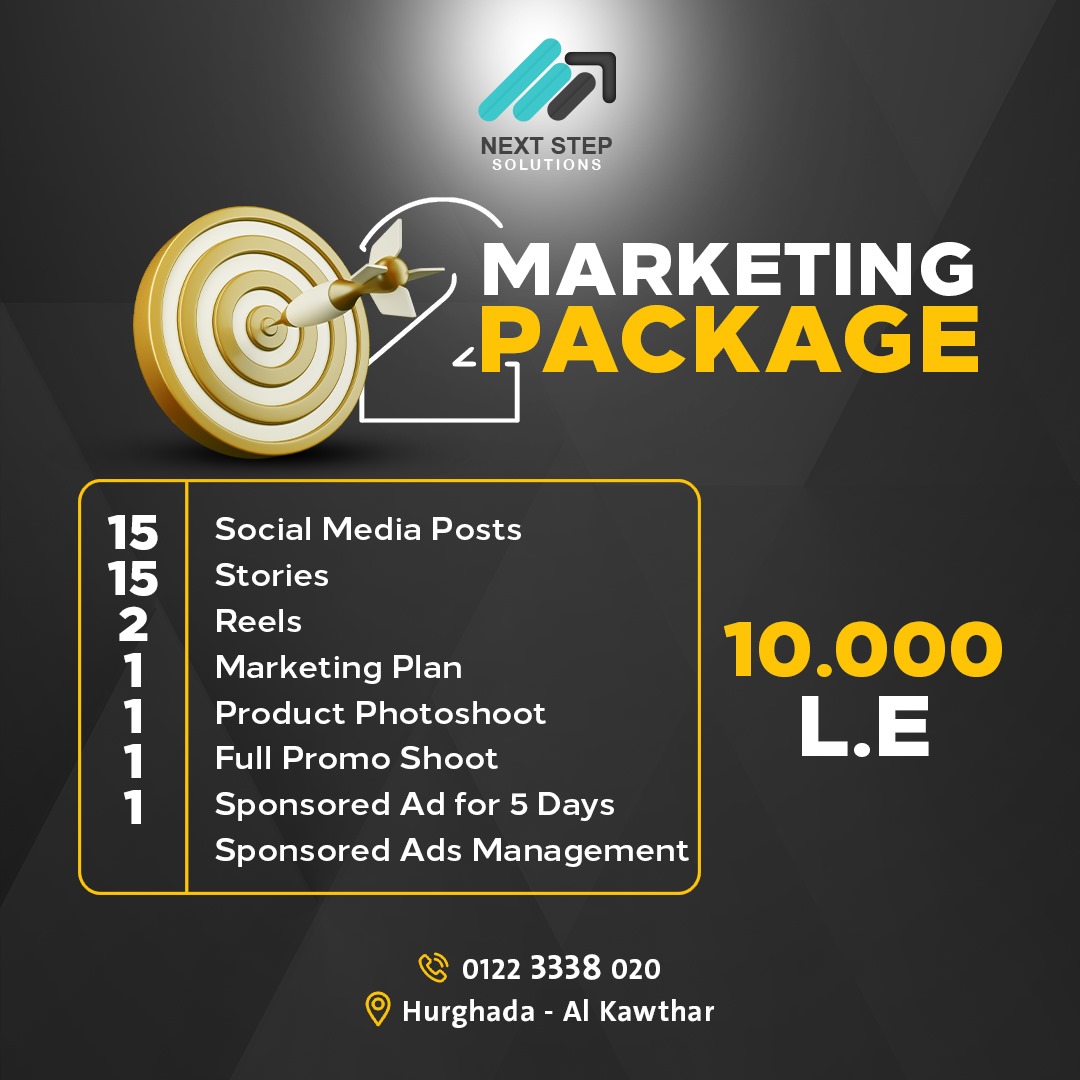 NEXT STEP
SOLUTIONS
2
MARKETING
PACKAGE
15 Social Media Posts
15 Stories
2 Reels
1 Marketing Plan
1 Product Photoshoot
1 Full Promo Shoot
1 Sponsored Ad for 5 Days
Sponsored Ads Management
10.000
L.E
0122 3338 020
Hurghada - Al Kawthar